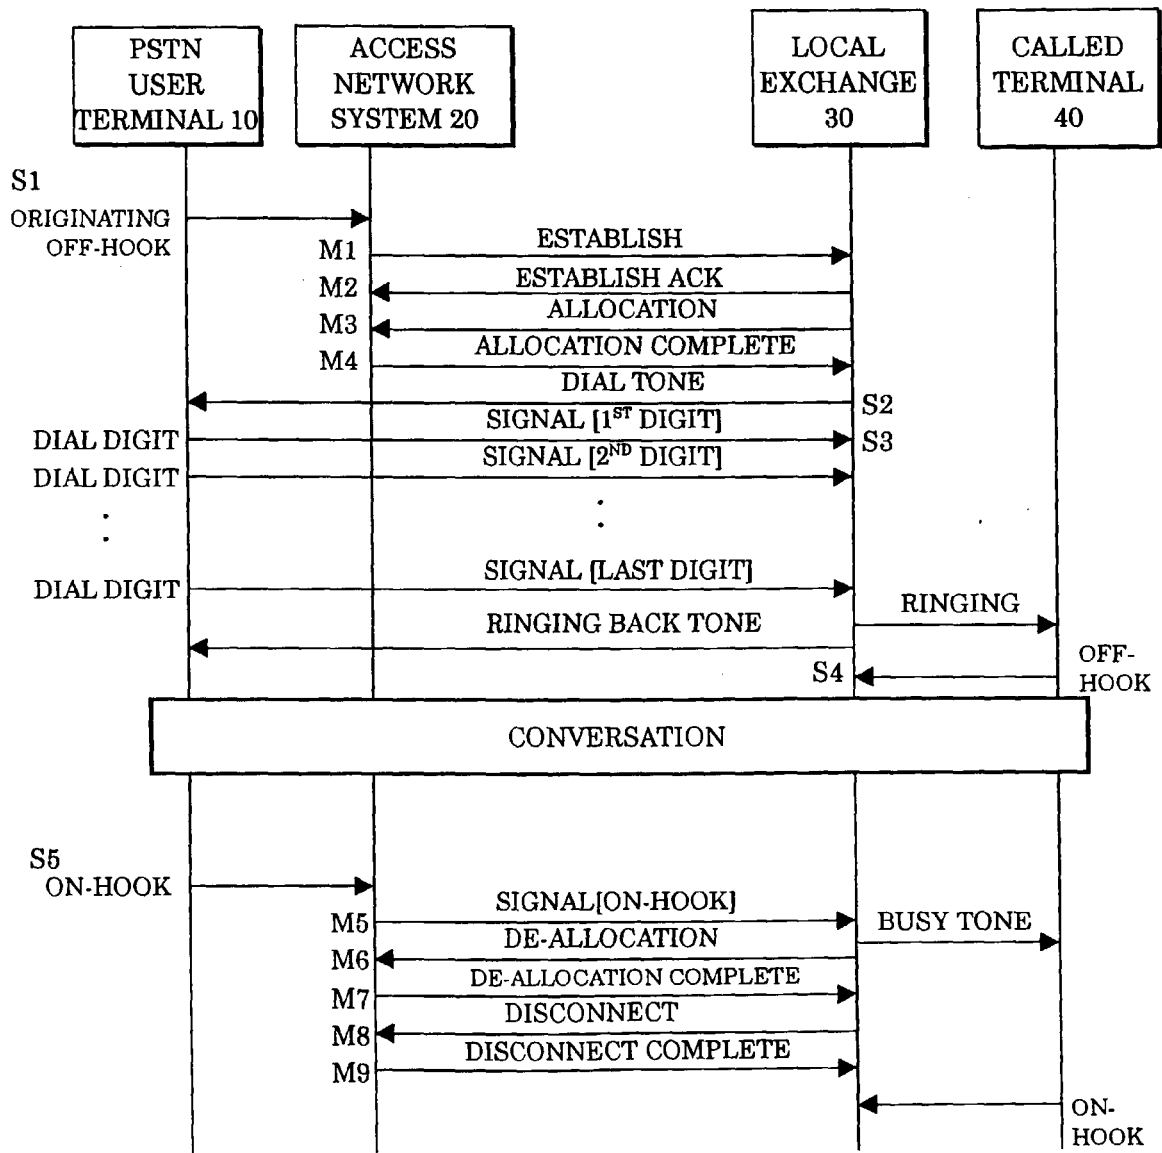 PSTN
USER
TERMINAL 10
ACCESS
NETWORK
SYSTEM 20
LOCAL
EXCHANGE
30
CALLED
TERMINAL
40
S1
ORIGINATING
OFF-HOOK
M1
ESTABLISH
M2
ESTABLISH ACK
M3
ALLOCATION
M4
ALLOCATION COMPLETE
DIAL TONE
S2
DIAL DIGIT
SIGNAL [1ST DIGIT]
S3
DIAL DIGIT
SIGNAL [2ND DIGIT]
DIAL DIGIT
SIGNAL [LAST DIGIT]
RINGING
RINGING BACK TONE
S4
OFF-
HOOK
CONVERSATION
S5
ON-HOOK
M5
SIGNAL[ON-HOOK]
BUSY TONE
M6
DE-ALLOCATION
M7
DE-ALLOCATION COMPLETE
M8
DISCONNECT
M9
DISCONNECT COMPLETE
ON-
HOOK